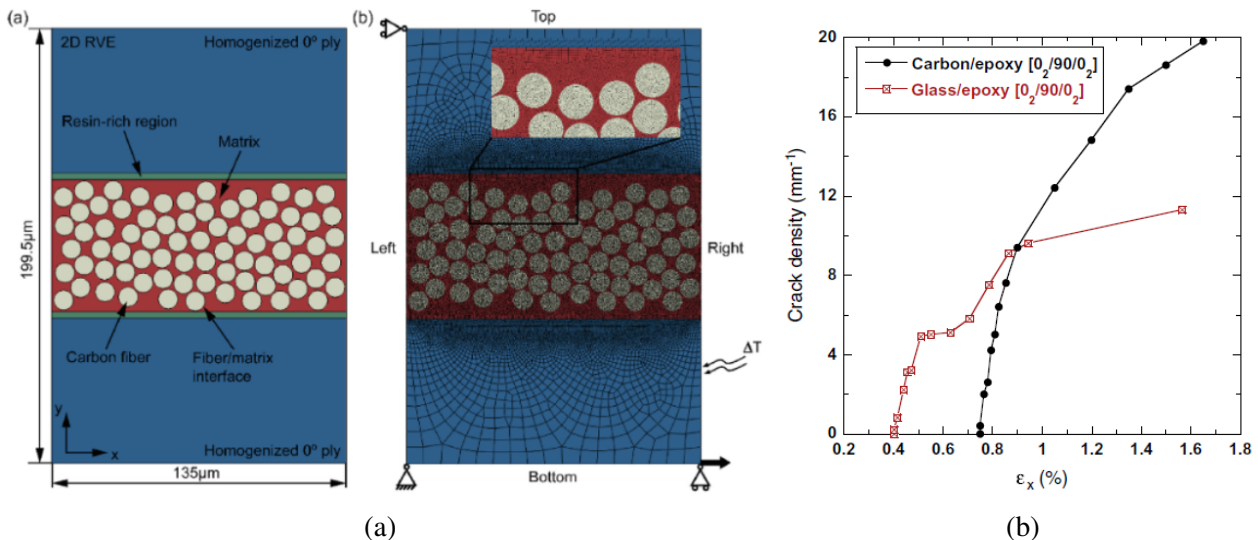 (a)
2D RVE
Homogenized 0º ply
Resin-rich region
Matrix
199.5µm
Carbon fiber
Fiber/matrix
interface
y
x
Homogenized 0º ply
135µm
(b)
Top
Left
Right
ΔT
Bottom
(a)
Crack density (mm⁻¹)
20
16
12
8
4
0
Carbon/epoxy [0₂/90/0₂]
Glass/epoxy [0₂/90/0₂]
0.2 0.4 0.6 0.8 1 1.2 1.4 1.6 1.8
εₓ (%)
(b)